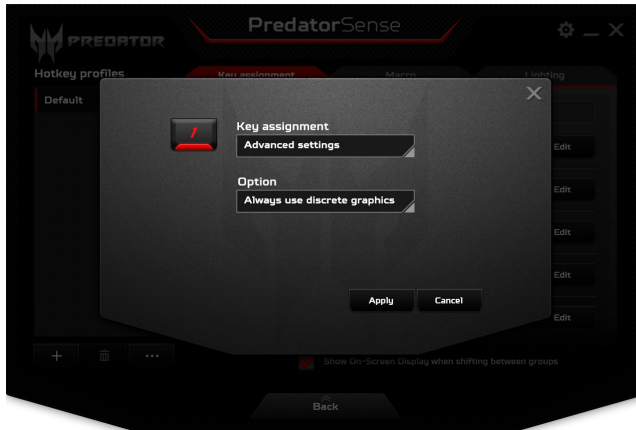 PredatorSense
PREDATOR
Hotkey profiles
Key assignment
Macro
Lighting
Default
1
Key assignment
Advanced settings
Option
Always use discrete graphics
Apply
Cancel
Edit
Edit
Edit
Edit
Edit
Show On-Screen Display when shifting between groups
Back